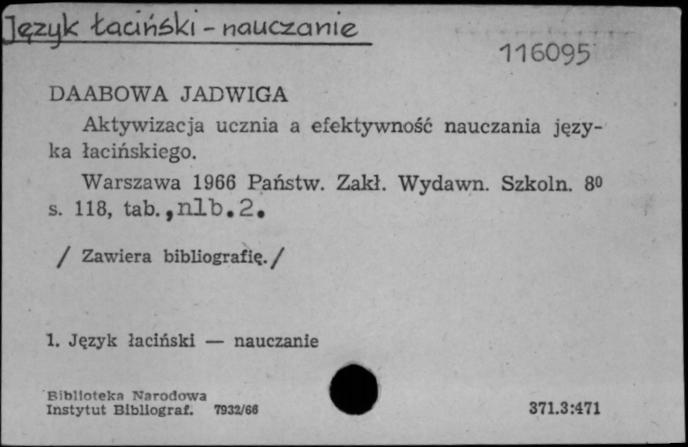 Język łaciński - nauczanie
116095
DAABOWA JADWIGA
Aktywizacja ucznia a efektywność nauczania języ-
ka łacińskiego.
Warszawa 1966 Państw. Zakł. Wydawn. Szkoln. 8⁰
s. 118, tab.,nlb.2.
/ Zawiera bibliografię./
1. Język łaciński — nauczanie
Biblioteka Narodowa
Instytut Bibliograf. 7932/66
371.3:471